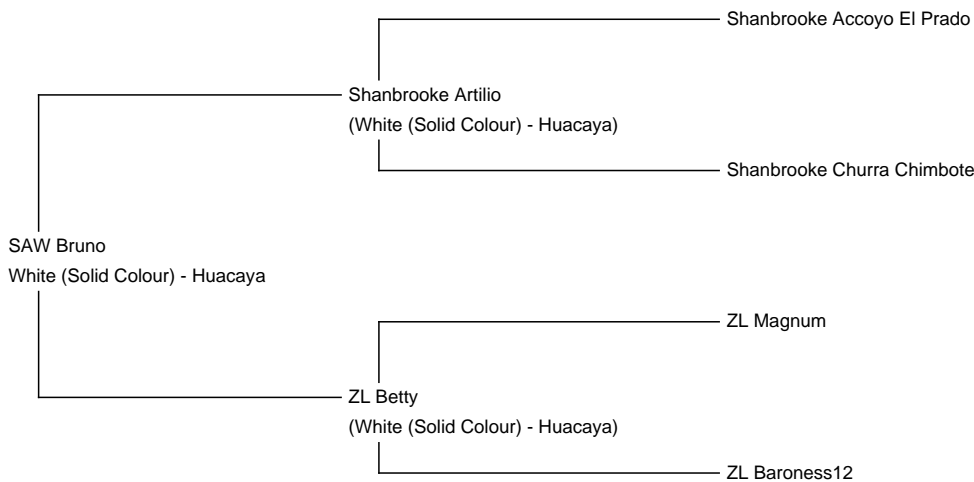 Shanbrooke Accoyo El Prado
Shanbrooke Artilio
(White (Solid Colour) - Huacaya)
Shanbrooke Churra Chimbote
SAW Bruno
White (Solid Colour) - Huacaya
ZL Magnum
ZL Betty
(White (Solid Colour) - Huacaya)
ZL Baroness12